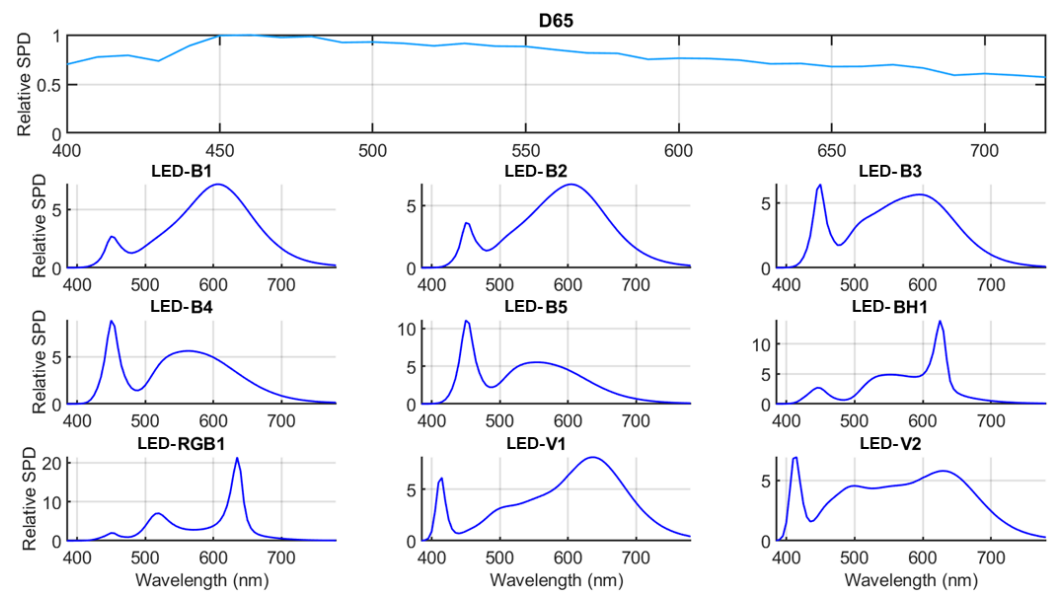 D65
Relative SPD
1
0.5
0
400 450 500 550 600 650 700
LED-B1 LED-B2 LED-B3
Relative SPD
5 5 5
0 0 0
400 500 600 700 400 500 600 700 400 500 600 700
LED-B4 LED-B5 LED-BH1
10 10
5 5 5
0 0 0
400 500 600 700 400 500 600 700 400 500 600 700
LED-RGB1 LED-V1 LED-V2
Relative SPD
20
10 5 5
0 0 0
400 500 600 700 400 500 600 700 400 500 600 700
Wavelength (nm) Wavelength (nm) Wavelength (nm)